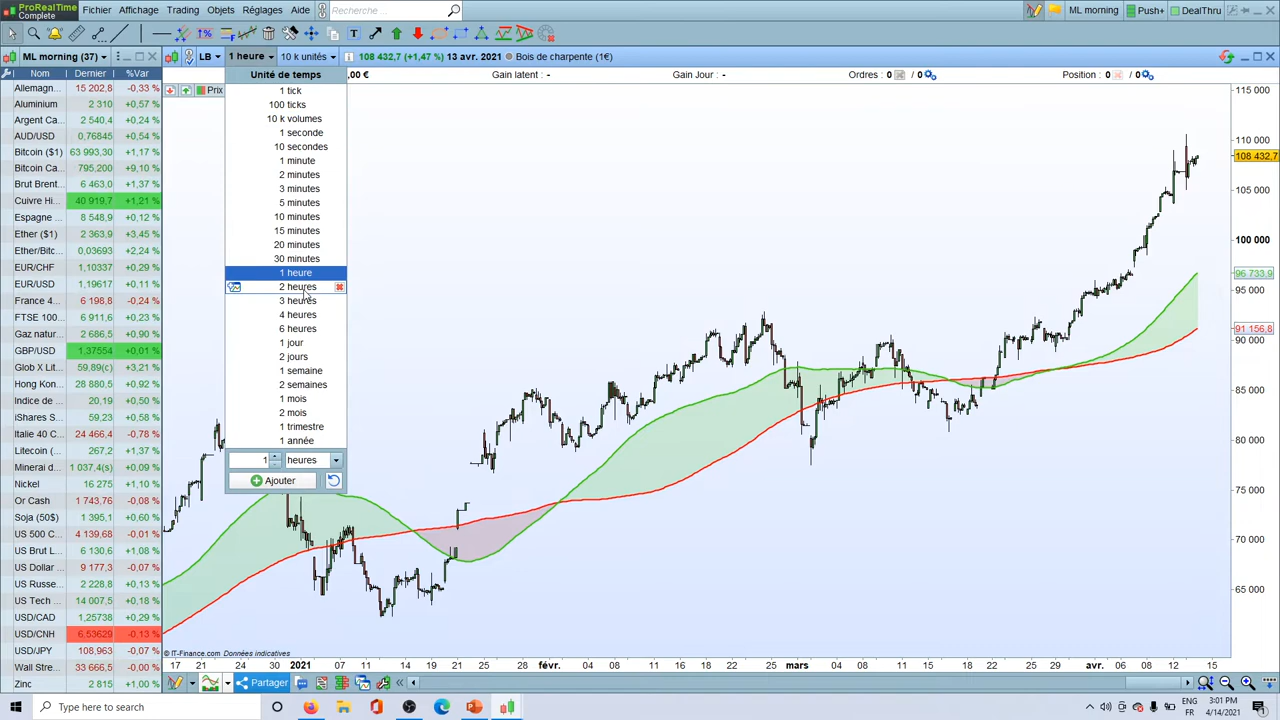 ProRealTime
Complete
Fichier Affichage Trading Objets Réglages Aide
Recherche ...
ML morning Push+ DealThru
ML morning (37)
LB 1 heure 10 k unités 108 432,7 (+1,47 %) 13 avr. 2021 Bois de charpente (1€)
Nom Dernier %Var
Unité de temps
,00 €
Gain latent : -
Gain Jour : -
Ordres : 0 / 0
Position : 0 / 0
Prix
Allemagn... 15 202,8 -0,33 %
Aluminium 2 310 +0,57 %
Argent Ca... 2 540,4 +0,24 %
AUD/USD 0,76845 +0,54 %
Bitcoin ($1) 63 993,5 +1,17 %
Bitcoin Ca... 795,200 +9,10 %
Brut Brent... 6 463,0 +1,37 %
Cuivre Hi... 40 919,7 +1,21 %
Espagne ... 8 548,9 +0,12 %
Ether ($1) 2 363,9 +3,45 %
Ether/Bitc... 0,03693 +2,24 %
EUR/CHF 1,10337 +0,29 %
EUR/USD 1,19617 +0,11 %
France 4... 6 198,8 -0,24 %
FTSE 100... 6 911,6 +0,23 %
Gaz natur... 2 686,5 +0,90 %
GBP/USD 1,37554 +0,01 %
Glob X Lit... 59,89(c) +3,21 %
Hong Kon... 28 880,5 +0,92 %
Indice de ... 20,19 +0,50 %
iShares S... 59,23 +0,58 %
Italie 40 C... 24 466,4 -0,78 %
Litecoin (... 267,2 +1,37 %
Minerai d... 1 037,4(s) +0,09 %
Nickel 16 275 +1,10 %
Or Cash 1 743,76 -0,08 %
Soja (50$) 1 395,1 +0,60 %
US 500 C... 4 139,68 -0,01 %
US Brut L... 6 130,6 +1,08 %
US Dollar ... 9 177,3 -0,07 %
US Russe... 2 228,8 +0,13 %
US Tech ... 14 007,5 +0,18 %
USD/CAD 1,25738 +0,29 %
USD/CNH 6,53629 -0,13 %
USD/JPY 108,963 -0,07 %
Wall Stre... 33 666,5 -0,00 %
Zinc 2 815 +1,00 %
1 tick
100 ticks
10 k volumes
1 seconde
10 secondes
1 minute
2 minutes
3 minutes
5 minutes
10 minutes
15 minutes
20 minutes
30 minutes
1 heure
2 heures
3 heures
4 heures
6 heures
1 jour
2 jours
1 semaine
2 semaines
1 mois
2 mois
1 trimestre
1 année
1 heures
Ajouter
115 000
110 000
108 432,7
105 000
100 000
96 733,9
95 000
91 156,8
90 000
85 000
80 000
75 000
70 000
65 000
© IT-Finance.com Données indicatives
17 21 24 30 2021 07 11 14 18 21 25 28 févr. 04 08 11 16 19 22 mars 04 08 11 15 18 22 25 29 avr. 06 08 12 15
Partager
Type here to search
ENG
FR
3:01 PM
4/14/2021